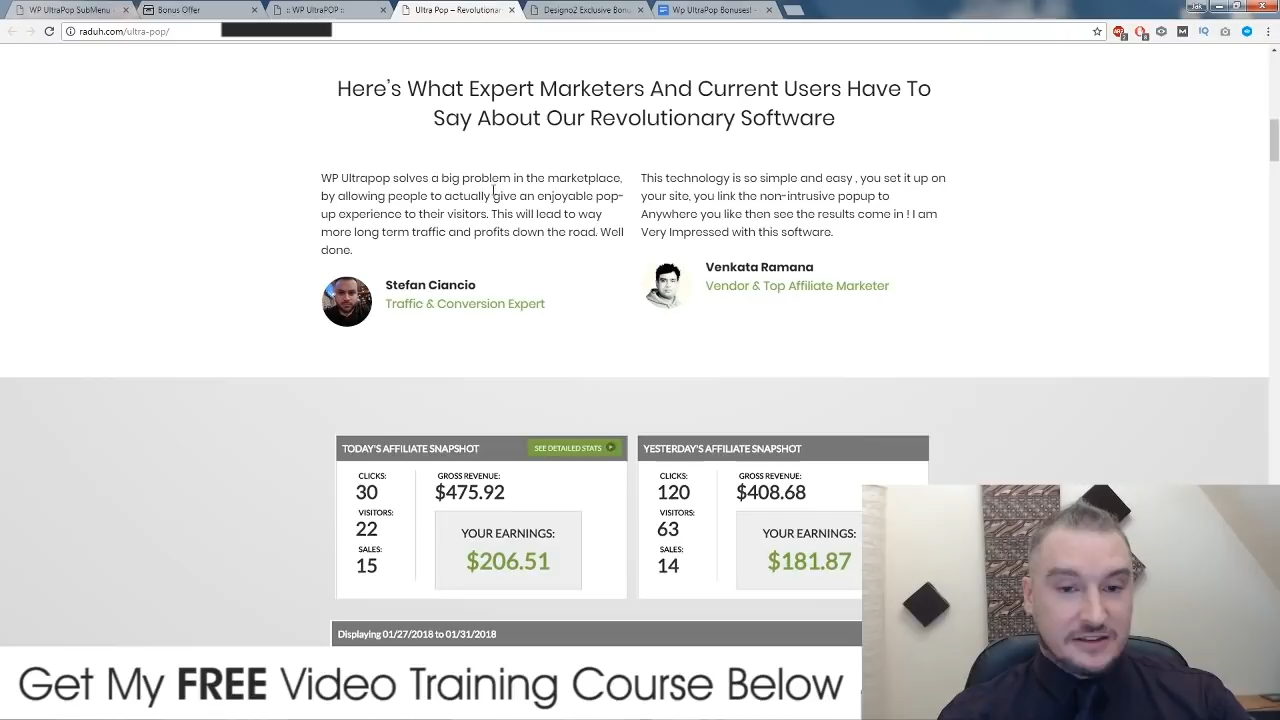 WP UltraPop SubMenu
Bonus Offer
:: WP UltraPOP ::
Ultra Pop – Revolutionar
Designo2 Exclusive Bonu
Wp UltraPop Bonuses! -
Jak
raduh.com/ultra-pop/
Here's What Expert Marketers And Current Users Have To
Say About Our Revolutionary Software
WP Ultrapop solves a big problem in the marketplace,
by allowing people to actually give an enjoyable pop-
up experience to their visitors. This will lead to way
more long term traffic and profits down the road. Well
done.
Stefan Ciancio
Traffic & Conversion Expert
This technology is so simple and easy , you set it up on
your site, you link the non-intrusive popup to
Anywhere you like then see the results come in ! I am
Very Impressed with this software.
Venkata Ramana
Vendor & Top Affiliate Marketer
TODAY'S AFFILIATE SNAPSHOT
SEE DETAILED STATS
CLICKS:
30
VISITORS:
22
SALES:
15
GROSS REVENUE:
$475.92
YOUR EARNINGS:
$206.51
YESTERDAY'S AFFILIATE SNAPSHOT
CLICKS:
120
VISITORS:
63
SALES:
14
GROSS REVENUE:
$408.68
YOUR EARNINGS:
$181.87
Displaying 01/27/2018 to 01/31/2018
Get My FREE Video Training Course Below